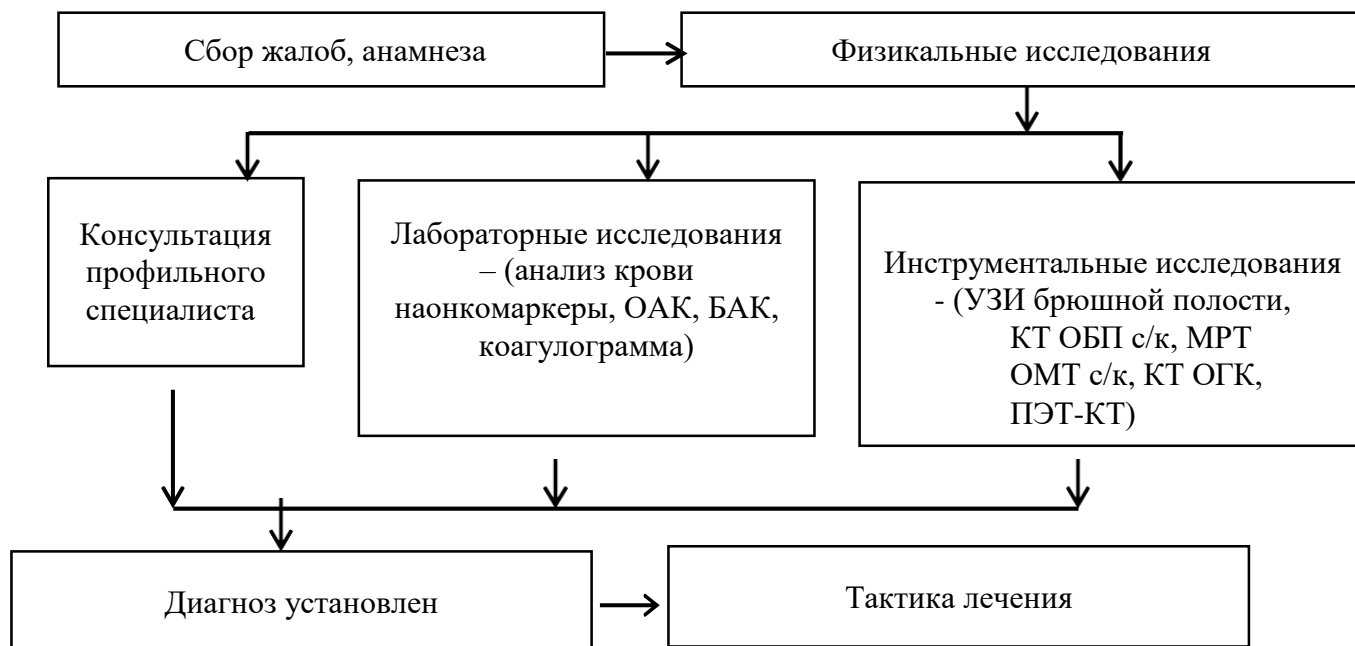 Сбор жалоб, анамнеза
Физикальные исследования
Консультация
профильного
специалиста
Лабораторные исследования
– (анализ крови
наонкомаркеры, ОАК, БАК,
коагулограмма)
Инструментальные исследования
- (УЗИ брюшной полости,
КТ ОБП с/к, МРТ
ОМТ с/к, КТ ОГК,
ПЭТ-КТ)
Диагноз установлен
Тактика лечения